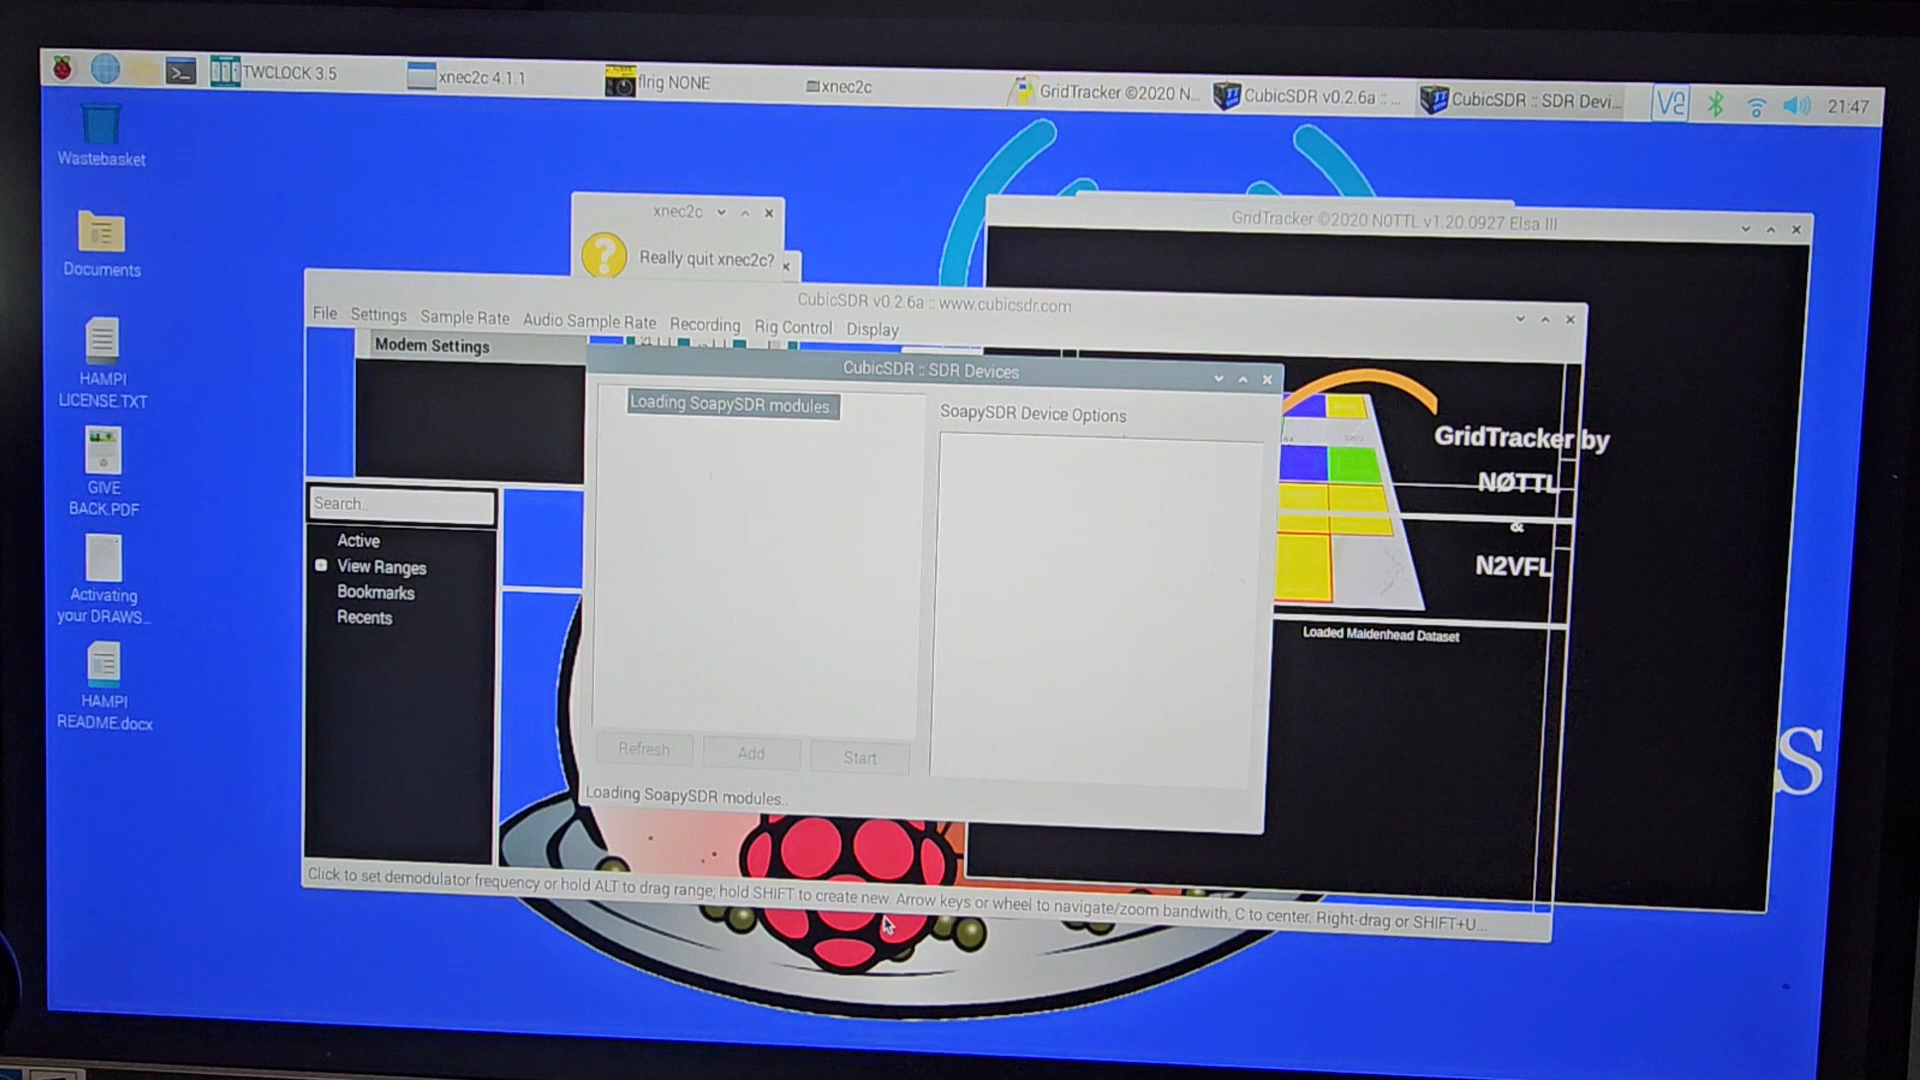 TWCLOCK 3.5
xnec2c 4.1.1
flrig NONE
xnec2c
GridTracker ©2020 N...
CubicSDR v0.2.6a :: ...
CubicSDR :: SDR Devi...
21:47
Wastebasket
Documents
HAMPI
LICENSE.TXT
GIVE
BACK.PDF
Activating
your DRAWS...
HAMPI
README.docx
xnec2c
Really quit xnec2c?
GridTracker ©2020 N0TTL v1.20.0927 Elsa III
CubicSDR v0.2.6a :: www.cubicsdr.com
File Settings Sample Rate Audio Sample Rate Recording Rig Control Display
Modem Settings
Search..
Active
View Ranges
Bookmarks
Recents
CubicSDR :: SDR Devices
Loading SoapySDR modules..
SoapySDR Device Options
Refresh Add Start
Loading SoapySDR modules..
GridTracker by
NØTTL
&
N2VFL
Loaded Maidenhead Dataset
S
Click to set demodulator frequency or hold ALT to drag range; hold SHIFT to create new. Arrow keys or wheel to navigate/zoom bandwith, C to center. Right-drag or SHIFT+U...